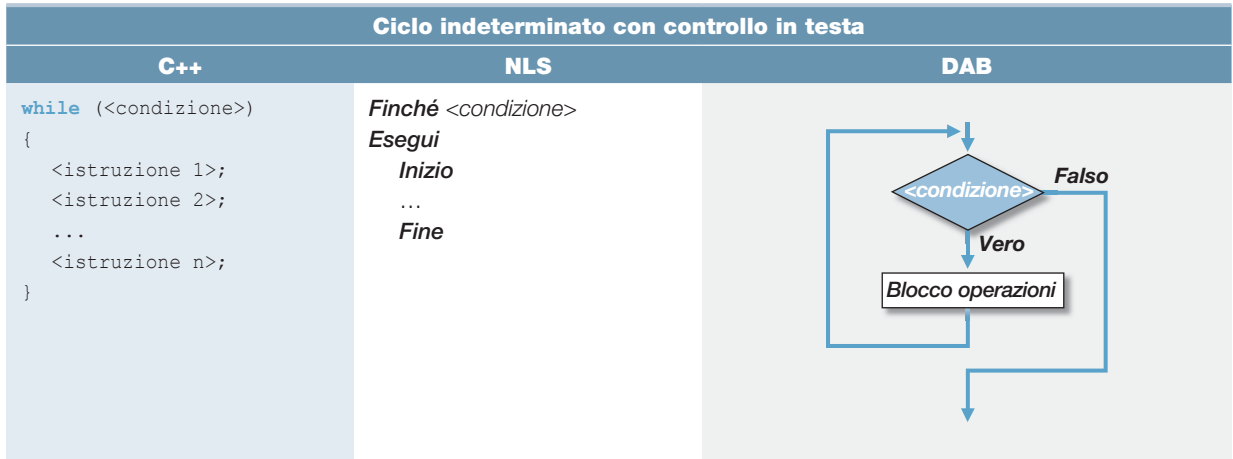 Ciclo indeterminato con controllo in testa
C++
NLS
DAB
while (<condizione>)
{
<istruzione 1>;
<istruzione 2>;
...
<istruzione n>;
}
Finché <condizione>
Esegui
Inizio
…
Fine
<condizione>
Falso
Vero
Blocco operazioni